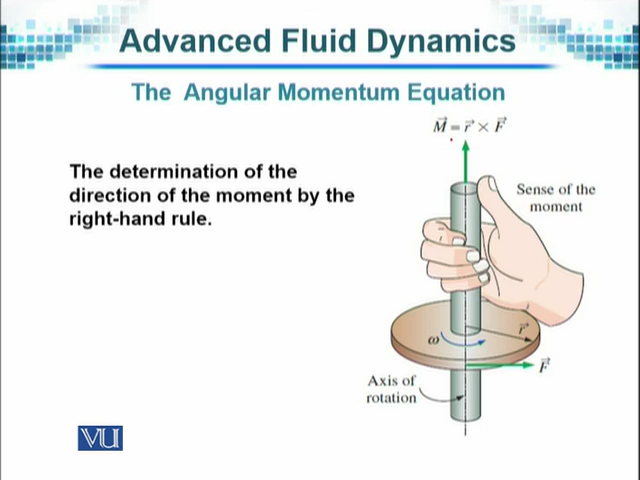 Advanced Fluid Dynamics
The Angular Momentum Equation
M⃗ = r⃗ × F⃗
The determination of the
direction of the moment by the
right-hand rule.
Sense of the
moment
r⃗
ω
F⃗
Axis of
rotation
VU